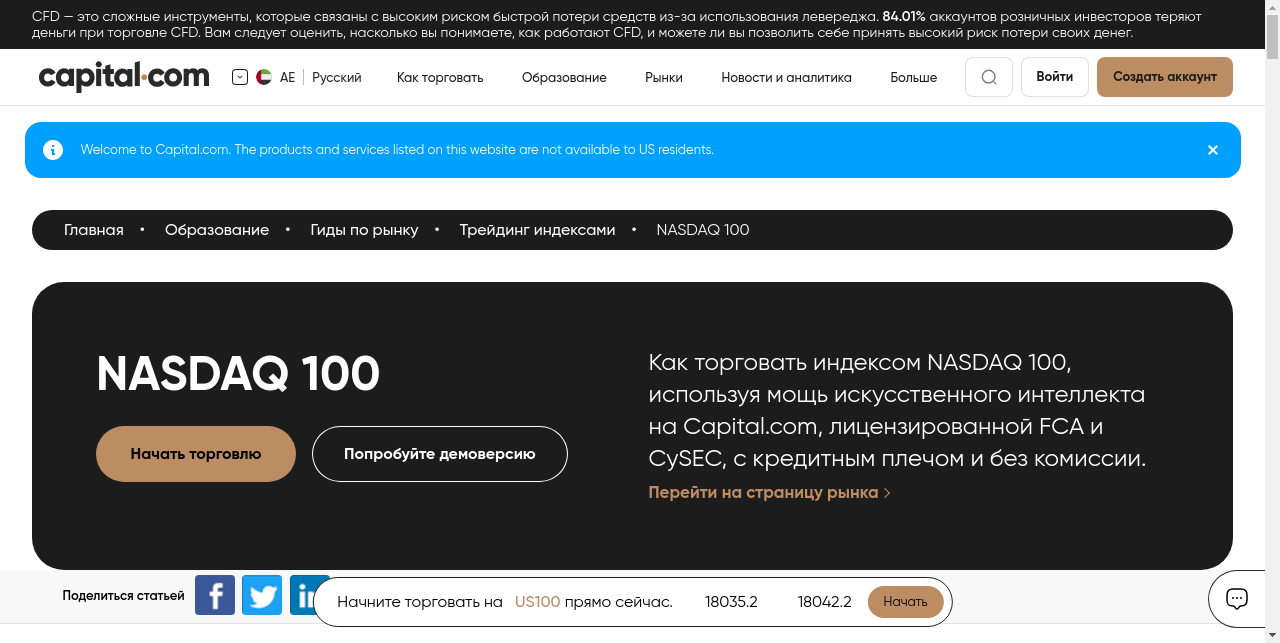 CFD — это сложные инструменты, которые связаны с высоким риском быстрой потери средств из-за использования левереджа. 84.01% аккаунтов розничных инвесторов теряют
деньги при торговле CFD. Вам следует оценить, насколько вы понимаете, как работают CFD, и можете ли вы позволить себе принять высокий риск потери своих денег.
capital.com AE Русский Как торговать Образование Рынки Новости и аналитика Больше Войти Создать аккаунт
Welcome to Capital.com. The products and services listed on this website are not available to US residents.
Главная • Образование • Гиды по рынку • Трейдинг индексами • NASDAQ 100
NASDAQ 100
Начать торговлю Попробуйте демоверсию
Как торговать индексом NASDAQ 100,
используя мощь искусственного интеллекта
на Capital.com, лицензированной FCA и
CySEC, с кредитным плечом и без комиссии.
Перейти на страницу рынка
Поделиться статьей
Начните торговать на US100 прямо сейчас. 18035.2 18042.2 Начать